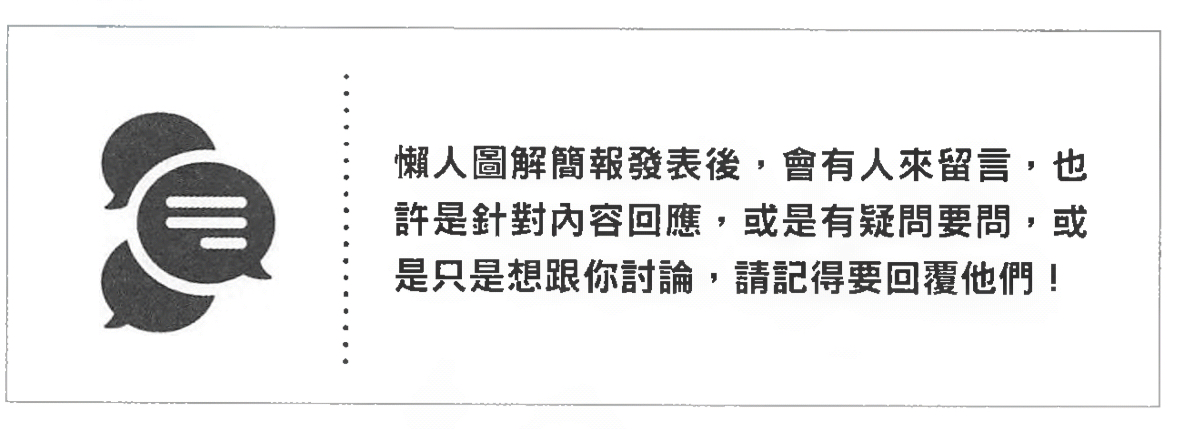 懶人圖解簡報發表後，會有人來留言，也
許是針對內容回應，或是有疑問要問，或
是只是想跟你討論，請記得要回覆他們！